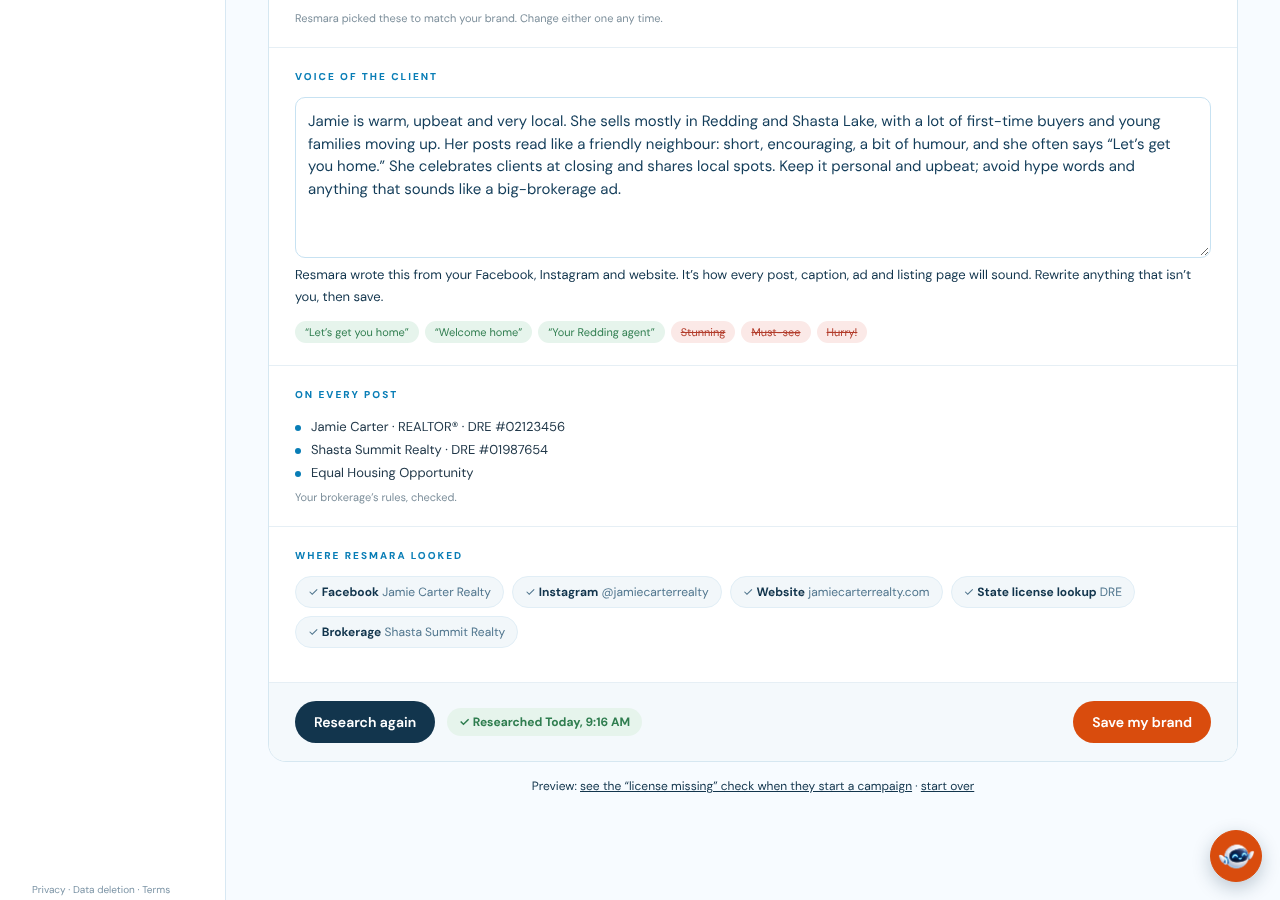 Resmara picked these to match your brand. Change either one any time.
VOICE OF THE CLIENT
Jamie is warm, upbeat and very local. She sells mostly in Redding and Shasta Lake, with a lot of first-time buyers and young
families moving up. Her posts read like a friendly neighbour: short, encouraging, a bit of humour, and she often says “Let’s get
you home.” She celebrates clients at closing and shares local spots. Keep it personal and upbeat; avoid hype words and
anything that sounds like a big-brokerage ad.
Resmara wrote this from your Facebook, Instagram and website. It’s how every post, caption, ad and listing page will sound. Rewrite anything that isn’t
you, then save.
“Let’s get you home” “Welcome home” “Your Redding agent” Stunning Must-see Hurry!
ON EVERY POST
Jamie Carter · REALTOR® · DRE #02123456
Shasta Summit Realty · DRE #01987654
Equal Housing Opportunity
Your brokerage’s rules, checked.
WHERE RESMARA LOOKED
✓ Facebook Jamie Carter Realty ✓ Instagram @jamiecarterrealty ✓ Website jamiecarterrealty.com ✓ State license lookup DRE
✓ Brokerage Shasta Summit Realty
Research again ✓ Researched Today, 9:16 AM Save my brand
Preview: see the “license missing” check when they start a campaign · start over
Privacy · Data deletion · Terms